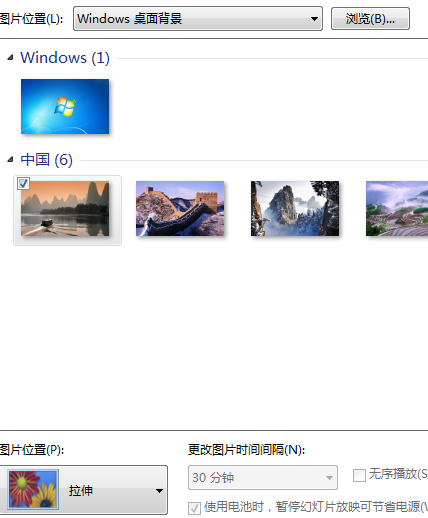 图片位置(L):
Windows 桌面背景
浏览(B)...
Windows (1)
中国 (6)
图片位置(P):
更改图片时间间隔(N):
拉伸
30 分钟
无序播放(S
使用电池时，暂停幻灯片放映可节省电源(W